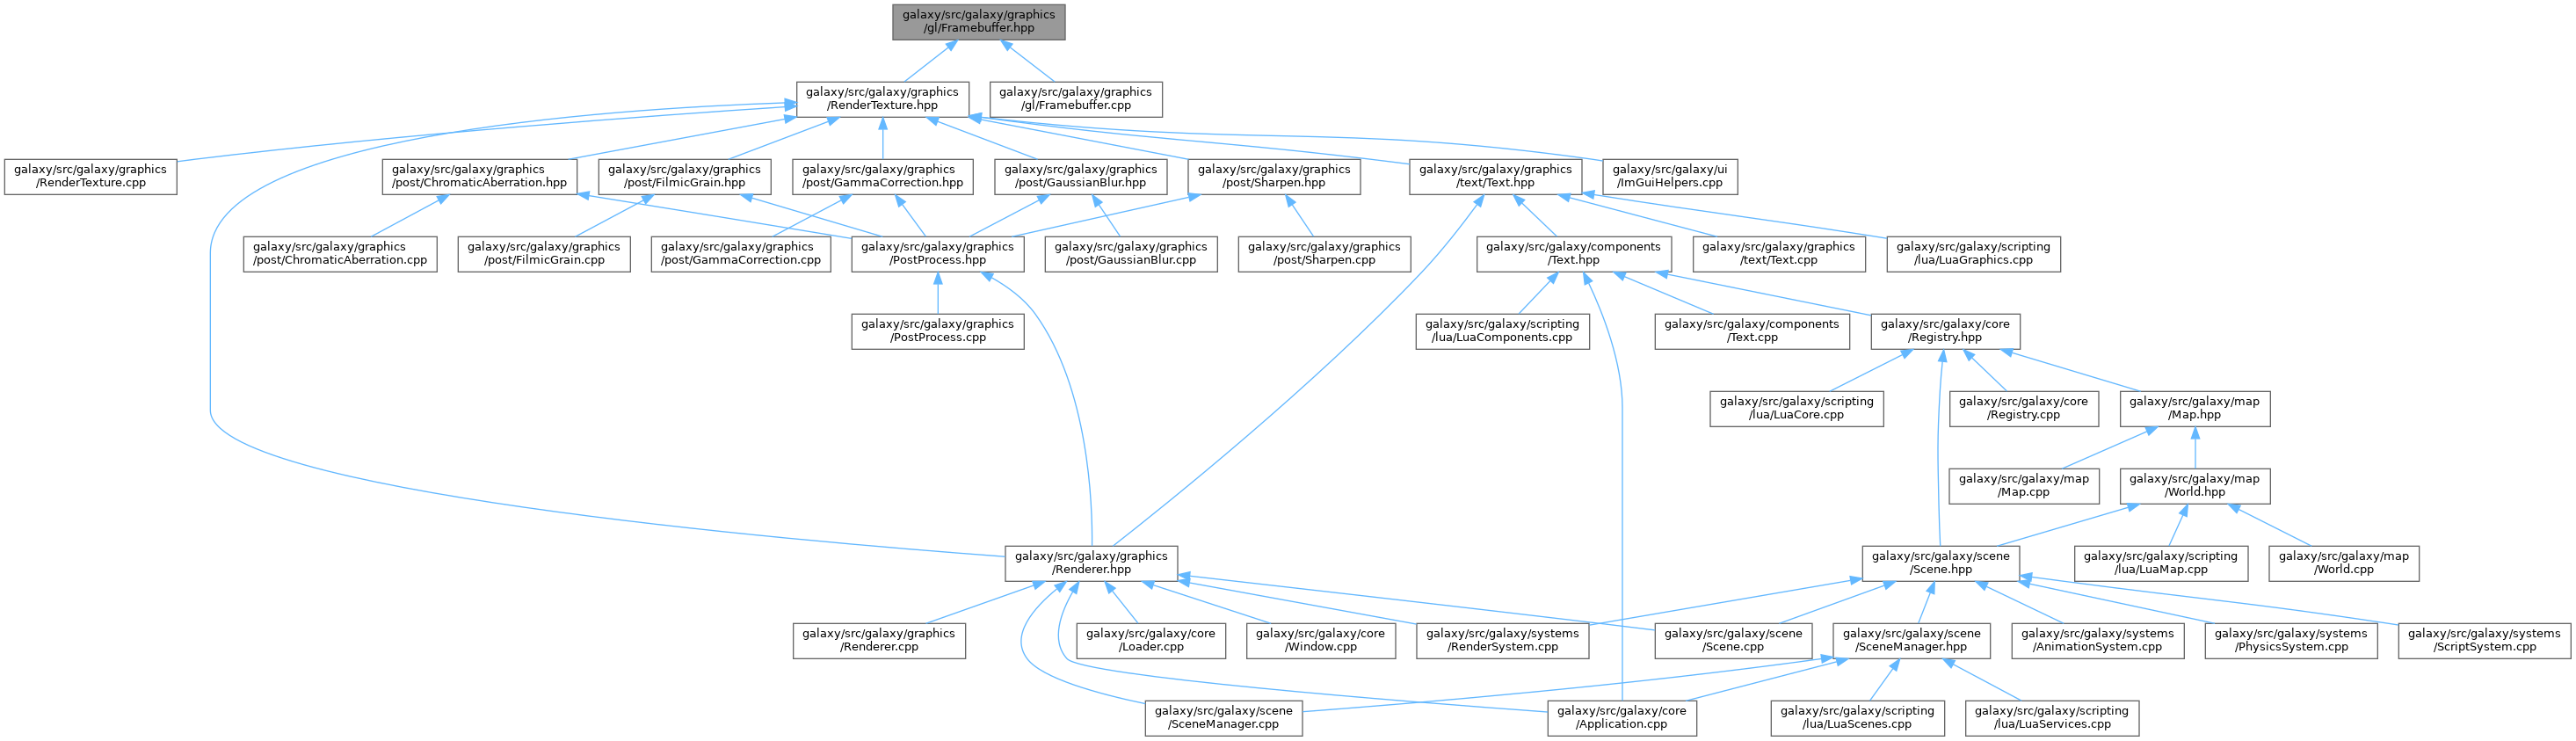 galaxy/src/galaxy/graphics
/gl/Framebuffer.hpp
galaxy/src/galaxy/graphics
/RenderTexture.hpp
galaxy/src/galaxy/graphics
/gl/Framebuffer.cpp
galaxy/src/galaxy/graphics
/RenderTexture.cpp
galaxy/src/galaxy/graphics
/post/ChromaticAberration.hpp
galaxy/src/galaxy/graphics
/post/FilmicGrain.hpp
galaxy/src/galaxy/graphics
/post/GammaCorrection.hpp
galaxy/src/galaxy/graphics
/post/GaussianBlur.hpp
galaxy/src/galaxy/graphics
/post/Sharpen.hpp
galaxy/src/galaxy/graphics
/text/Text.hpp
galaxy/src/galaxy/ui
/ImGuiHelpers.cpp
galaxy/src/galaxy/graphics
/post/ChromaticAberration.cpp
galaxy/src/galaxy/graphics
/post/FilmicGrain.cpp
galaxy/src/galaxy/graphics
/post/GammaCorrection.cpp
galaxy/src/galaxy/graphics
/PostProcess.hpp
galaxy/src/galaxy/graphics
/post/GaussianBlur.cpp
galaxy/src/galaxy/graphics
/post/Sharpen.cpp
galaxy/src/galaxy/components
/Text.hpp
galaxy/src/galaxy/graphics
/text/Text.cpp
galaxy/src/galaxy/scripting
/lua/LuaGraphics.cpp
galaxy/src/galaxy/graphics
/PostProcess.cpp
galaxy/src/galaxy/scripting
/lua/LuaComponents.cpp
galaxy/src/galaxy/components
/Text.cpp
galaxy/src/galaxy/core
/Registry.hpp
galaxy/src/galaxy/scripting
/lua/LuaCore.cpp
galaxy/src/galaxy/core
/Registry.cpp
galaxy/src/galaxy/map
/Map.hpp
galaxy/src/galaxy/map
/Map.cpp
galaxy/src/galaxy/map
/World.hpp
galaxy/src/galaxy/graphics
/Renderer.hpp
galaxy/src/galaxy/scene
/Scene.hpp
galaxy/src/galaxy/scripting
/lua/LuaMap.cpp
galaxy/src/galaxy/map
/World.cpp
galaxy/src/galaxy/graphics
/Renderer.cpp
galaxy/src/galaxy/core
/Loader.cpp
galaxy/src/galaxy/core
/Window.cpp
galaxy/src/galaxy/systems
/RenderSystem.cpp
galaxy/src/galaxy/scene
/Scene.cpp
galaxy/src/galaxy/scene
/SceneManager.hpp
galaxy/src/galaxy/systems
/AnimationSystem.cpp
galaxy/src/galaxy/systems
/PhysicsSystem.cpp
galaxy/src/galaxy/systems
/ScriptSystem.cpp
galaxy/src/galaxy/scene
/SceneManager.cpp
galaxy/src/galaxy/core
/Application.cpp
galaxy/src/galaxy/scripting
/lua/LuaScenes.cpp
galaxy/src/galaxy/scripting
/lua/LuaServices.cpp